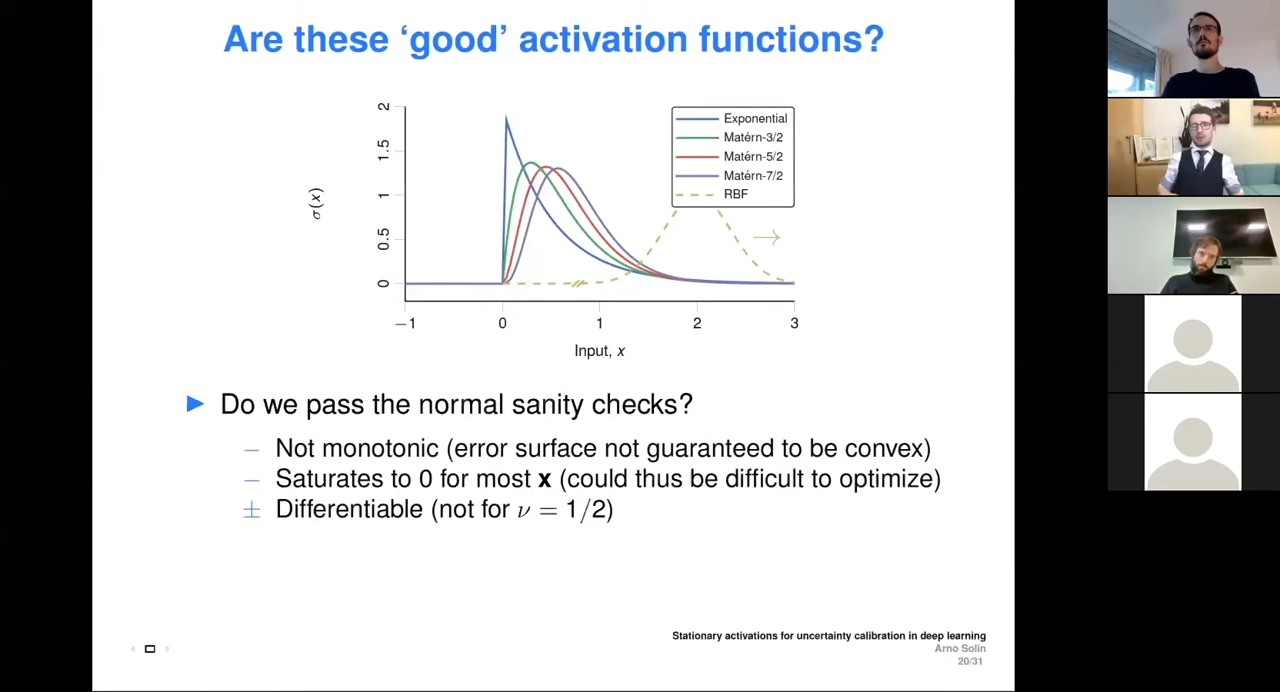 Are these ‘good’ activation functions?
2
1.5
1
0.5
0
σ(x)
Exponential
Matérn-3/2
Matérn-5/2
Matérn-7/2
RBF
−1 0 1 2 3
Input, x
Do we pass the normal sanity checks?
− Not monotonic (error surface not guaranteed to be convex)
− Saturates to 0 for most x (could thus be difficult to optimize)
± Differentiable (not for ν = 1/2)
Stationary activations for uncertainty calibration in deep learning
Arno Solin
20/31